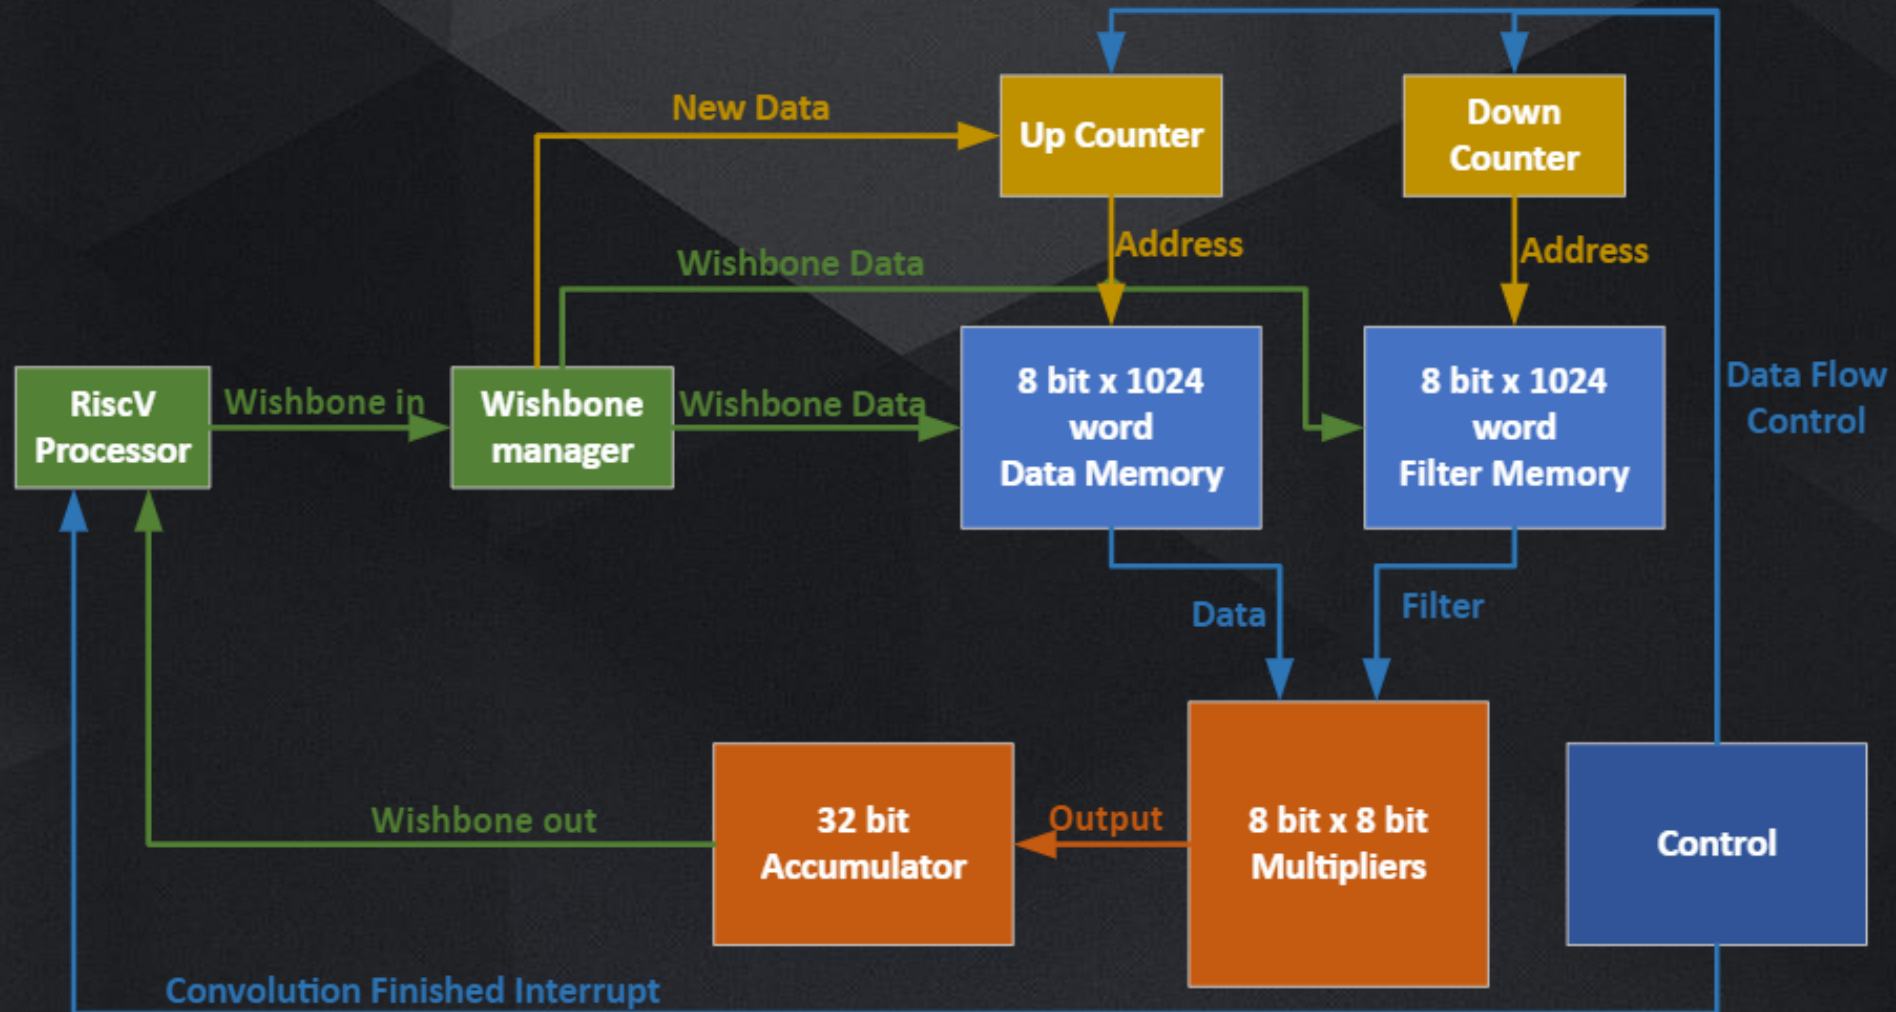 New Data
Up Counter
Down
Counter
Address
Address
Wishbone Data
RiscV
Processor
Wishbone in
Wishbone
manager
Wishbone Data
8 bit x 1024
word
Data Memory
8 bit x 1024
word
Filter Memory
Data Flow
Control
Data
Filter
Wishbone out
32 bit
Accumulator
Output
8 bit x 8 bit
Multipliers
Control
Convolution Finished Interrupt